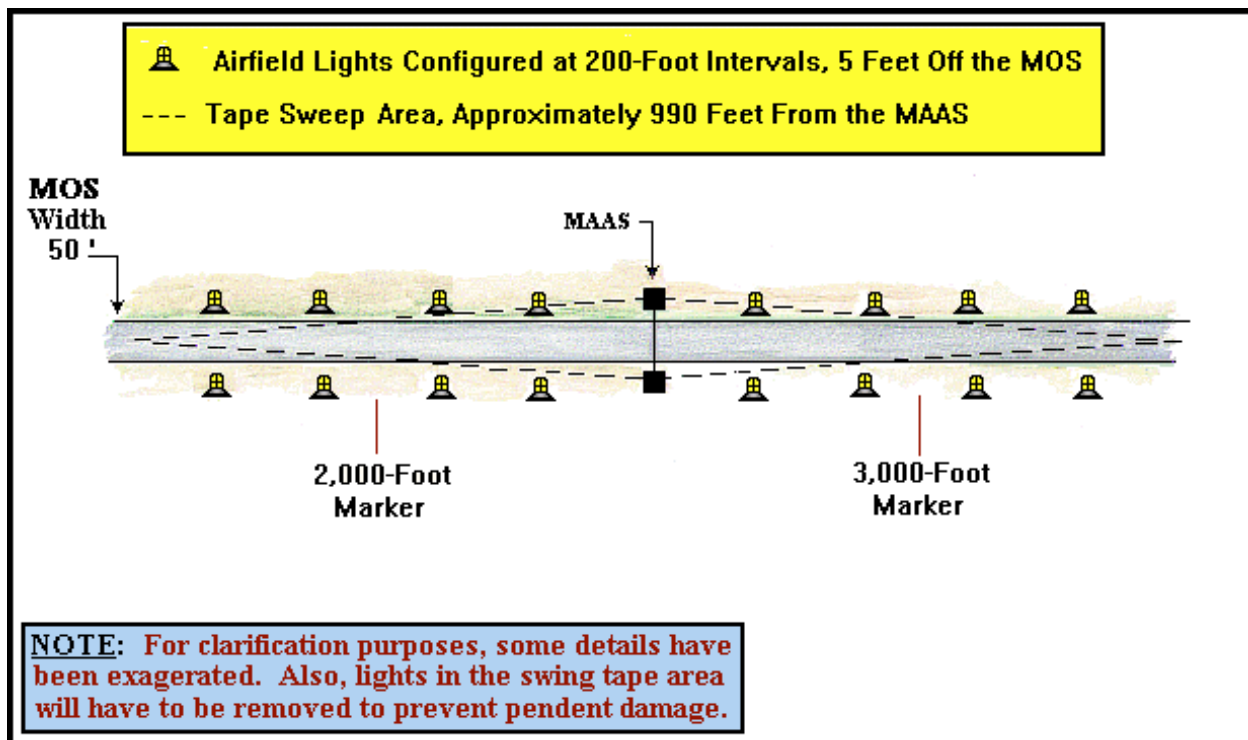 Airfield Lights Configured at 200-Foot Intervals, 5 Feet Off the MOS
--- Tape Sweep Area, Approximately 990 Feet From the MAAS
MOS
Width
50 '
MAAS
2,000-Foot
Marker
3,000-Foot
Marker
NOTE: For clarification purposes, some details have
been exagerated. Also, lights in the swing tape area
will have to be removed to prevent pendent damage.